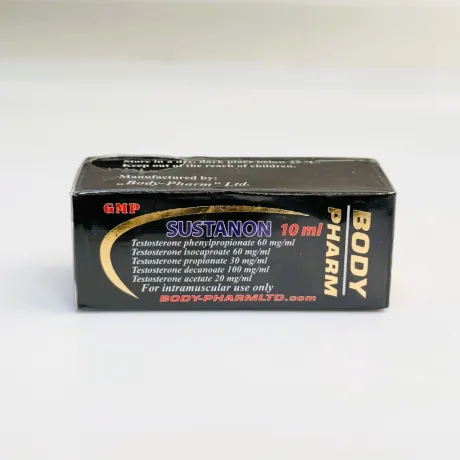 Store in a dry, dark place below 25 °C
Keep out of the reach of children.
Manufactured by:
„Body-Pharm" Ltd.
GMP
SUSTANON 10 ml
Testosterone phenylpropionate 60 mg/ml
Testosterone isocaproate 60 mg/ml
Testosterone propionate 30 mg/ml
Testosterone decanoate 100 mg/ml
Testosterone acetate 20 mg/ml
For intramuscular use only
BODY-PHARMLTD.com
BODY
PHARM